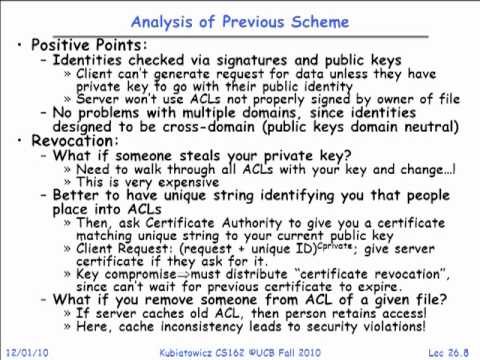 Analysis of Previous Scheme
• Positive Points:
– Identities checked via signatures and public keys
» Client can't generate request for data unless they have
private key to go with their public identity
» Server won't use ACLs not properly signed by owner of file
– No problems with multiple domains, since identities
designed to be cross-domain (public keys domain neutral)
• Revocation:
– What if someone steals your private key?
» Need to walk through all ACLs with your key and change…!
» This is very expensive
– Better to have unique string identifying you that people
place into ACLs
» Then, ask Certificate Authority to give you a certificate
matching unique string to your current public key
» Client Request: (request + unique ID)^Cprivate; give server
certificate if they ask for it.
» Key compromise⇒must distribute “certificate revocation”,
since can't wait for previous certificate to expire.
– What if you remove someone from ACL of a given file?
» If server caches old ACL, then person retains access!
» Here, cache inconsistency leads to security violations!
12/01/10 Kubiatowicz CS162 ©UCB Fall 2010 Lec 26.8